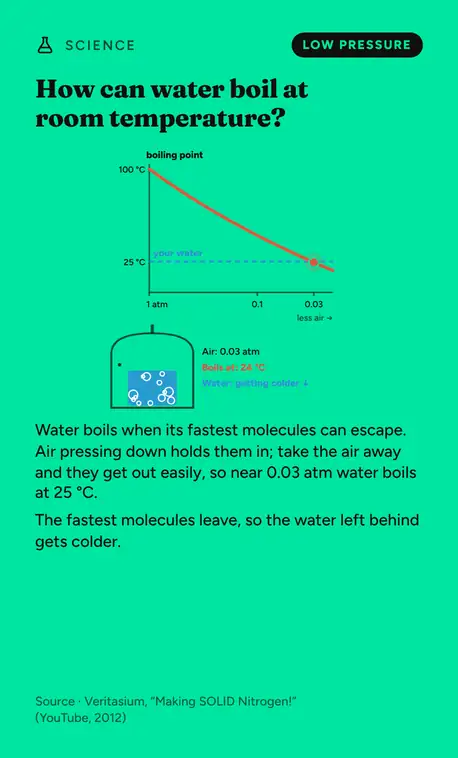 SCIENCE
LOW PRESSURE
How can water boil at
room temperature?
boiling point
100 °C
your water
25 °C
1 atm
0.1
0.03
less air →
Air: 0.03 atm
Boils at: 24 °C
Water: getting colder ↓
Water boils when its fastest molecules can escape.
Air pressing down holds them in; take the air away
and they get out easily, so near 0.03 atm water boils
at 25 °C.
The fastest molecules leave, so the water left behind
gets colder.
Source · Veritasium, “Making SOLID Nitrogen!”
(YouTube, 2012)